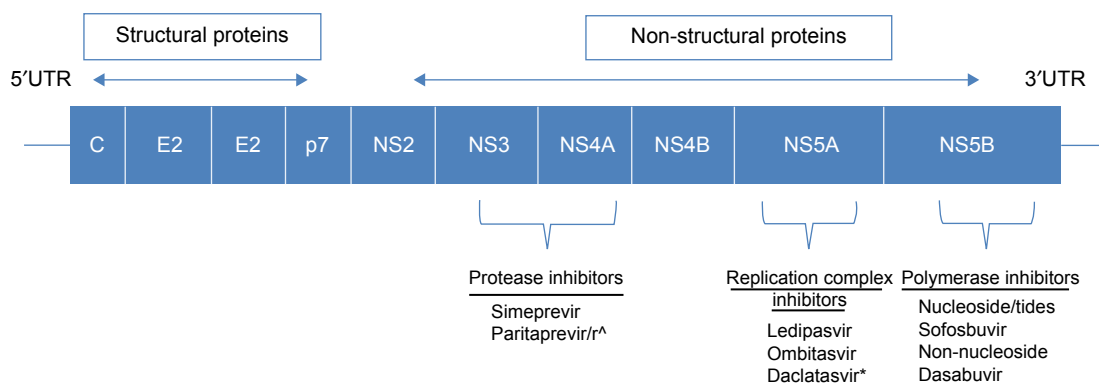 Structural proteins
Non-structural proteins
5′UTR
3′UTR
C
E2
E2
p7
NS2
NS3
NS4A
NS4B
NS5A
NS5B
Protease inhibitors
Simeprevir
Paritaprevir/r^
Replication complex
inhibitors
Ledipasvir
Ombitasvir
Daclatasvir*
Polymerase inhibitors
Nucleoside/tides
Sofosbuvir
Non-nucleoside
Dasabuvir